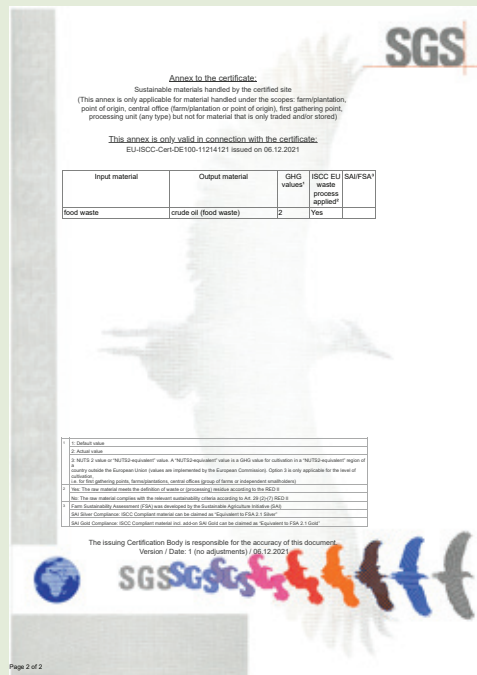 SGS
Annex to the certificate:
Sustainable materials handled by the certified site
(This annex is only applicable for material handled under the scopes: farm/plantation,
point of origin, central office (farm/plantation or point of origin), first gathering point,
processing unit (any type) but not for material that is only traded and/or stored)
This annex is only valid in connection with the certificate:
EU-ISCC-Cert-DE100-11214121 issued on 06.12.2021
Input material Output material GHG values¹ ISCC EU waste process applied² SAI/FSA³
food waste crude oil (food waste) 2 Yes
1 1: Default value
2: Actual value
3: NUTS 2 value or "NUTS2-equivalent" value. A "NUTS2-equivalent" value is a GHG value for cultivation in a "NUTS2-equivalent" region of
a
country outside the European Union (values are implemented by the European Commission). Option 3 is only applicable for the level of
cultivation ,
i.e. for first gathering points, farms/plantations, central offices (group of farms or independent smallholders)
2 Yes: The raw material meets the definition of waste or (processing) residue according to the RED II
No: The raw material complies with the relevant sustainability criteria according to Art. 29 (2)-(7) RED II
3 Farm Sustainability Assessment (FSA) was developed by the Sustainable Agriculture Initiative (SAI)
SAI Silver Compliance: ISCC Compliant material can be claimed as "Equivalent to FSA 2.1 Silver"
SAI Gold Compliance: ISCC Compliant material incl. add-on SAI Gold can be claimed as "Equivalent to FSA 2.1 Gold"
The issuing Certification Body is responsible for the accuracy of this document.
Version / Date: 1 (no adjustments) / 06.12.2021
SGS SGS
Page 2 of 2